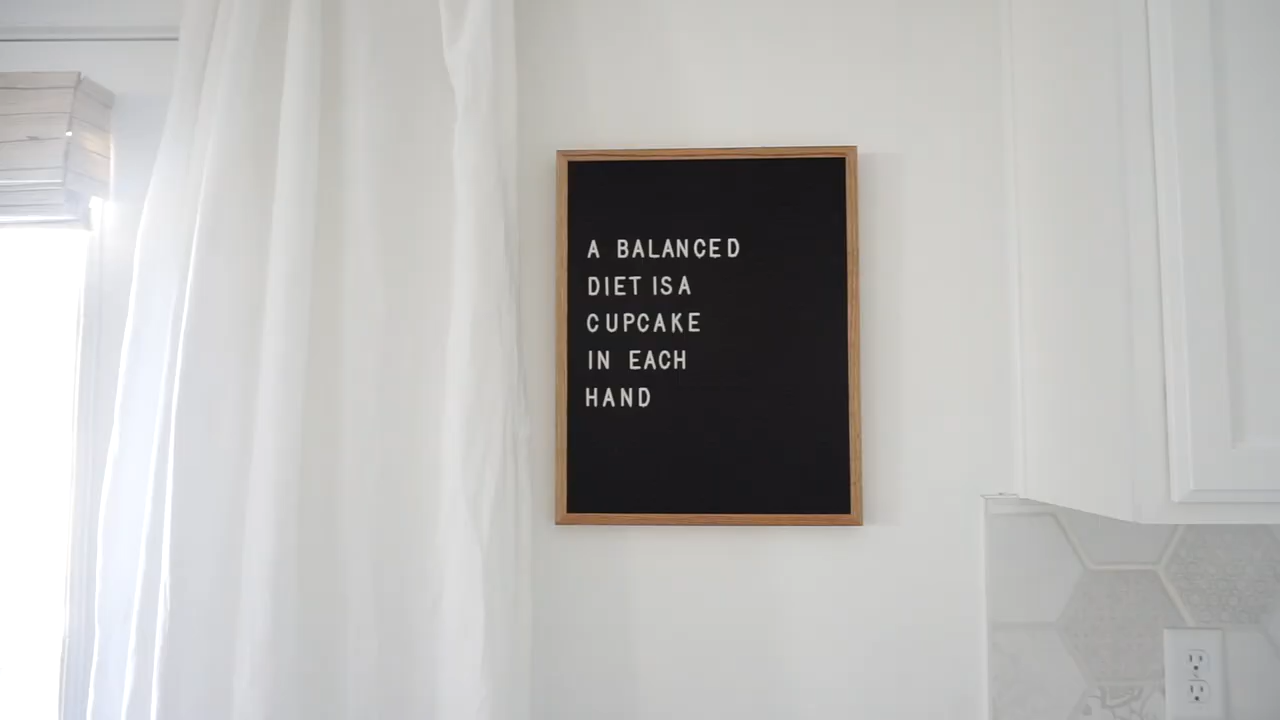 A BALANCED
DIET IS A
CUPCAKE
IN EACH
HAND